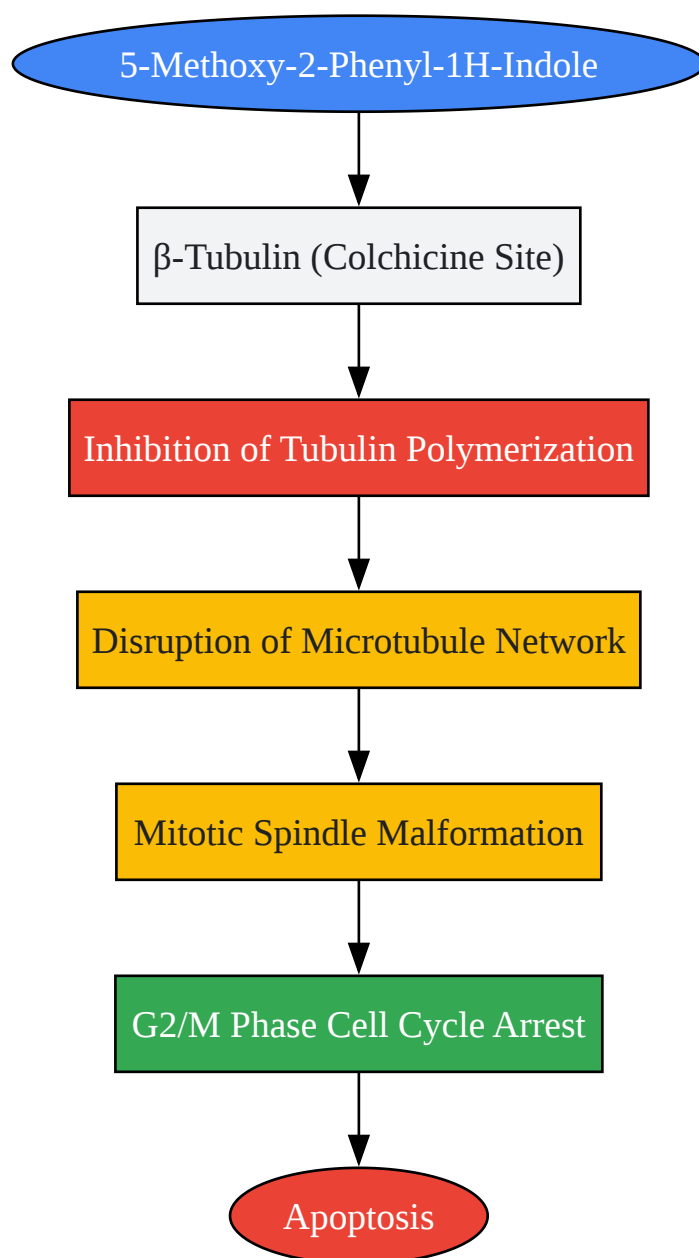 5-Methoxy-2-Phenyl-1H-Indole
β-Tubulin (Colchicine Site)
Inhibition of Tubulin Polymerization
Disruption of Microtubule Network
Mitotic Spindle Malformation
G2/M Phase Cell Cycle Arrest
Apoptosis